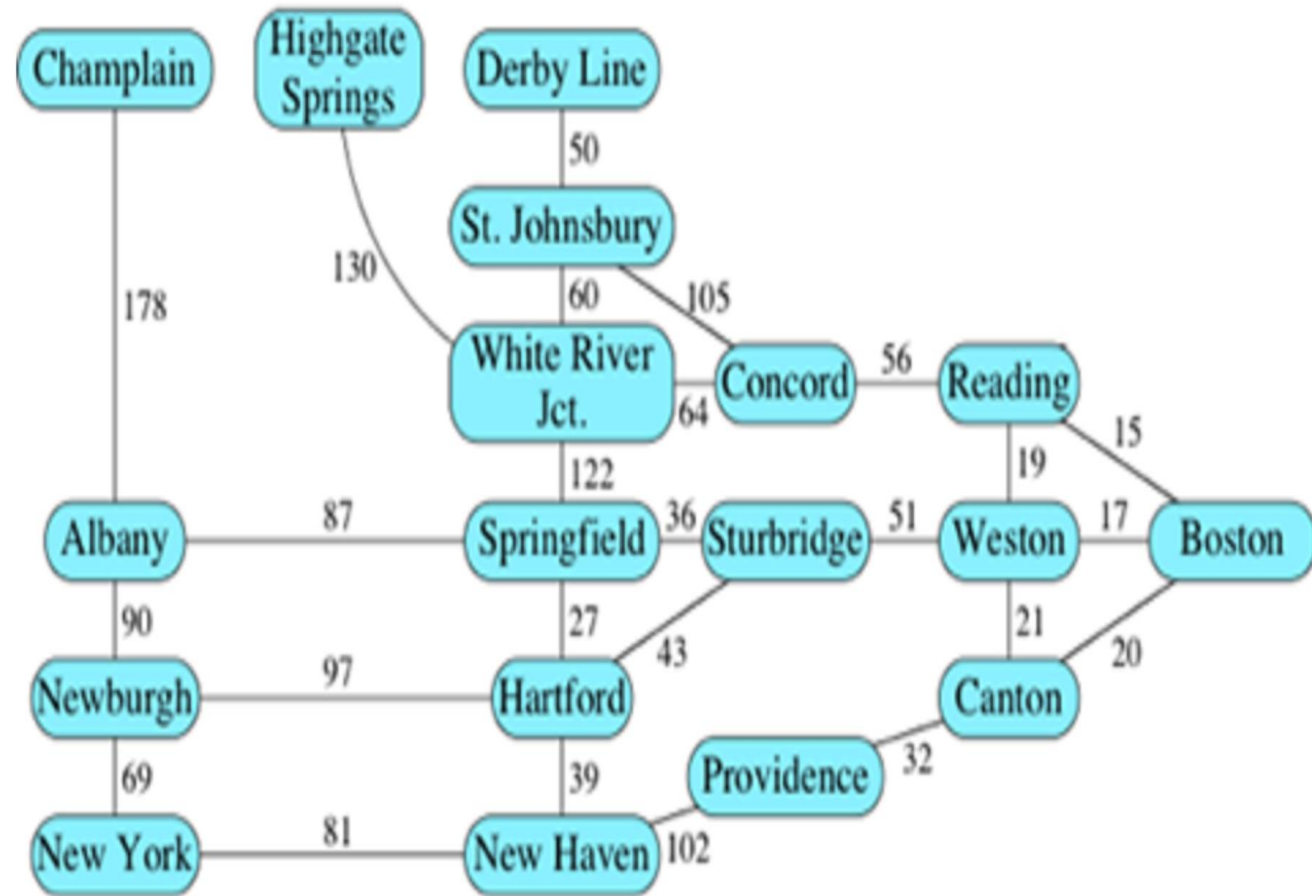 Champlain
Highgate
Springs
Derby Line
50
St. Johnsbury
130
178
60
105
White River
Jct.
64
Concord
56
Reading
15
122
19
Albany
87
Springfield
36
Sturbridge
51
Weston
17
Boston
90
27
43
21
20
Newburgh
97
Hartford
Canton
69
39
Providence
32
New York
81
New Haven
102